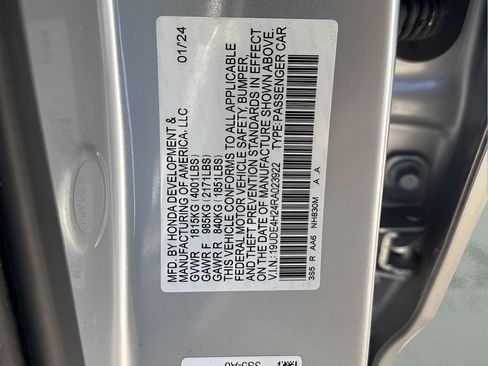 MFD. BY HONDA DEVELOPMENT &
MANUFACTURING OF AMERICA, LLC 01/24
GVWR 1815KG (4001LBS)
GAWR F 985KG (2171LBS)
GAWR R 840KG (1851LBS)
THIS VEHICLE CONFORMS TO ALL APPLICABLE
FEDERAL MOTOR VEHICLE SAFETY BUMPER,
AND THEFT PREVENTION STANDARDS IN EFFECT
ON THE DATE OF MANUFACTURE SHOWN ABOVE.
V.I.N.: 19UDE4H24RA023922 TYPE:PASSENGER CAR
3S5 R AA6 NH830M A A
3S5-A0